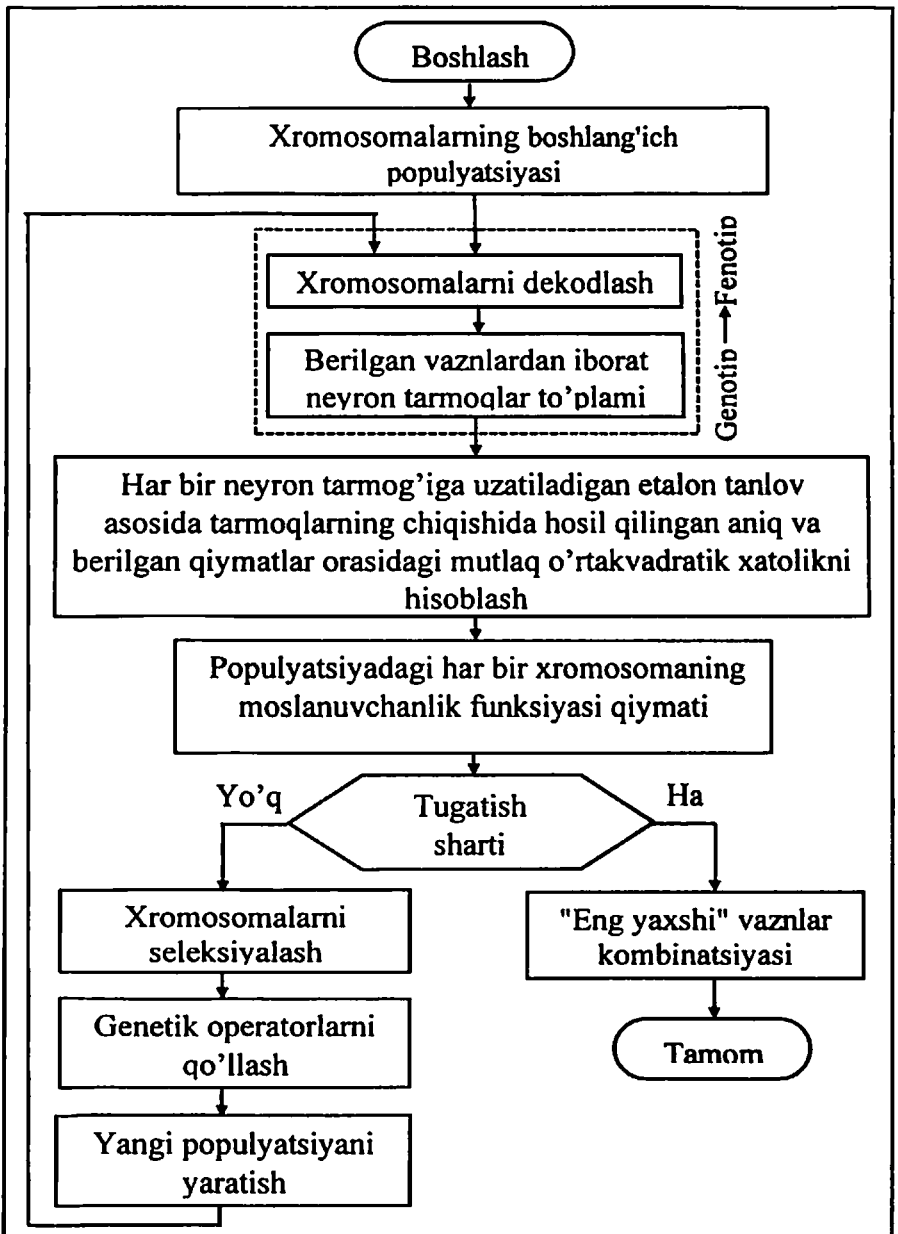 Boshlash
Xromosomalarning boshlang'ich
populyatsiyasi
Xromosomalarni dekodlash
Berilgan vaznlardan iborat
neyron tarmoqlar to’plami
Genotip → Fenotip
Har bir neyron tarmog’iga uzatiladigan etalon tanlov
asosida tarmoqlarning chiqishida hosil qilingan aniq va
berilgan qiymatlar orasidagi mutlaq o’rtakvadratik xatolikni
hisoblash
Populyatsiyadagi har bir xromosomaning
moslanuvchanlik funksiyasi qiymati
Yo’q
Tugatish
sharti
Ha
Xromosomalarni
seleksiyalash
"Eng yaxshi" vaznlar
kombinatsiyasi
Genetik operatorlarni
qo’llash
Tamom
Yangi populyatsiyani
yaratish